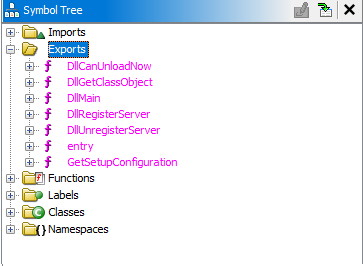 Symbol Tree
Imports
Exports
f DllCanUnloadNow
f DllGetClassObject
f DllMain
f DllRegisterServer
f DllUnregisterServer
f entry
f GetSetupConfiguration
f Functions
Labels
C Classes
{} Namespaces